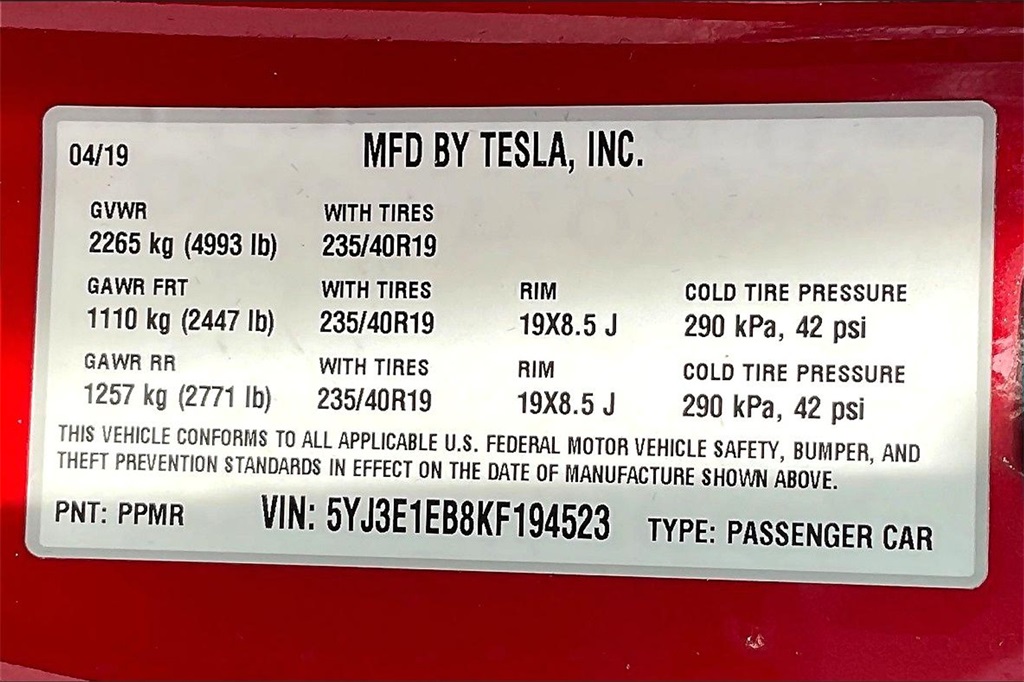 04/19 MFD BY TESLA, INC.
GVWR WITH TIRES
2265 kg (4993 lb) 235/40R19
GAWR FRT WITH TIRES RIM COLD TIRE PRESSURE
1110 kg (2447 lb) 235/40R19 19X8.5 J 290 kPa, 42 psi
GAWR RR WITH TIRES RIM COLD TIRE PRESSURE
1257 kg (2771 lb) 235/40R19 19X8.5 J 290 kPa, 42 psi
THIS VEHICLE CONFORMS TO ALL APPLICABLE U.S. FEDERAL MOTOR VEHICLE SAFETY, BUMPER, AND
THEFT PREVENTION STANDARDS IN EFFECT ON THE DATE OF MANUFACTURE SHOWN ABOVE.
PNT: PPMR VIN: 5YJ3E1EB8KF194523 TYPE: PASSENGER CAR